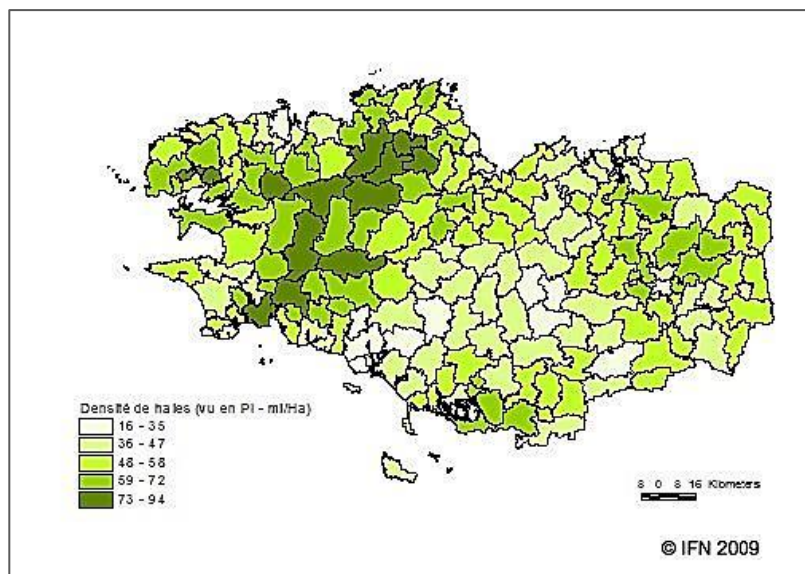 Densité de haies (vu en PI - ml/Ha)
16 - 35
36 - 47
48 - 58
59 - 72
73 - 94
8 0 8 16 Kilometers
© IFN 2009